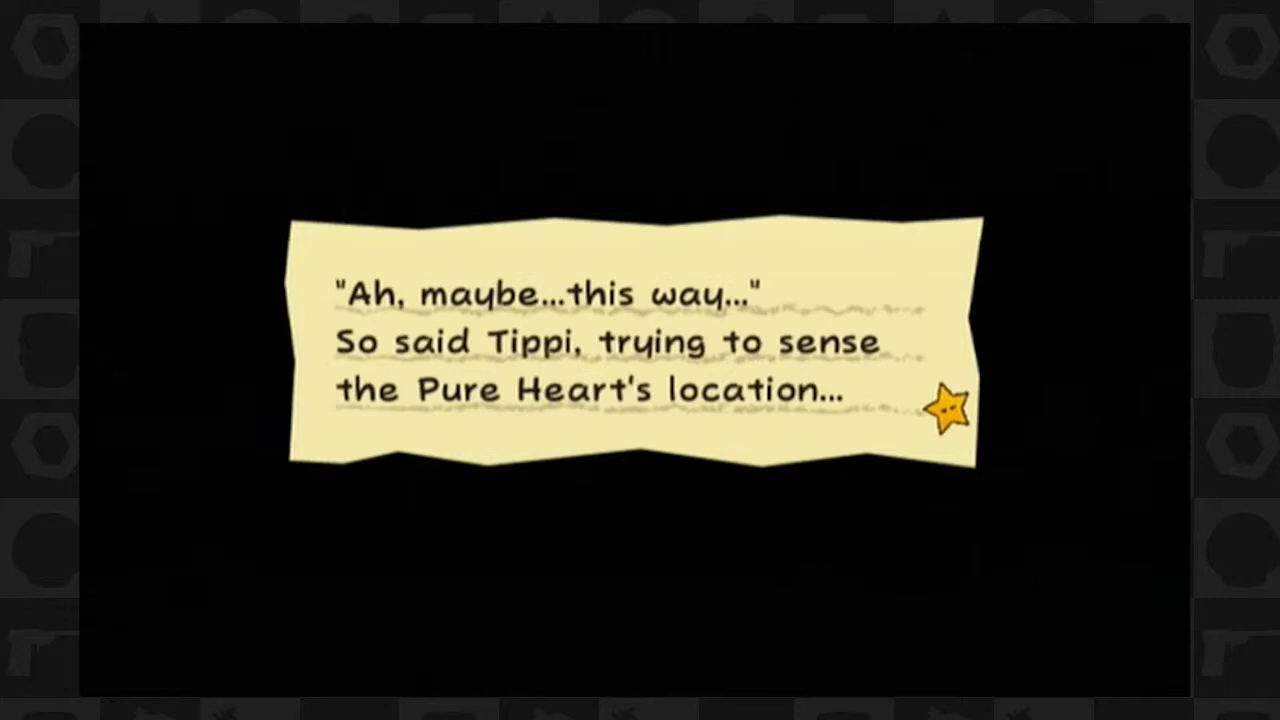 "Ah, maybe...this way..."
So said Tippi, trying to sense
the Pure Heart's location...